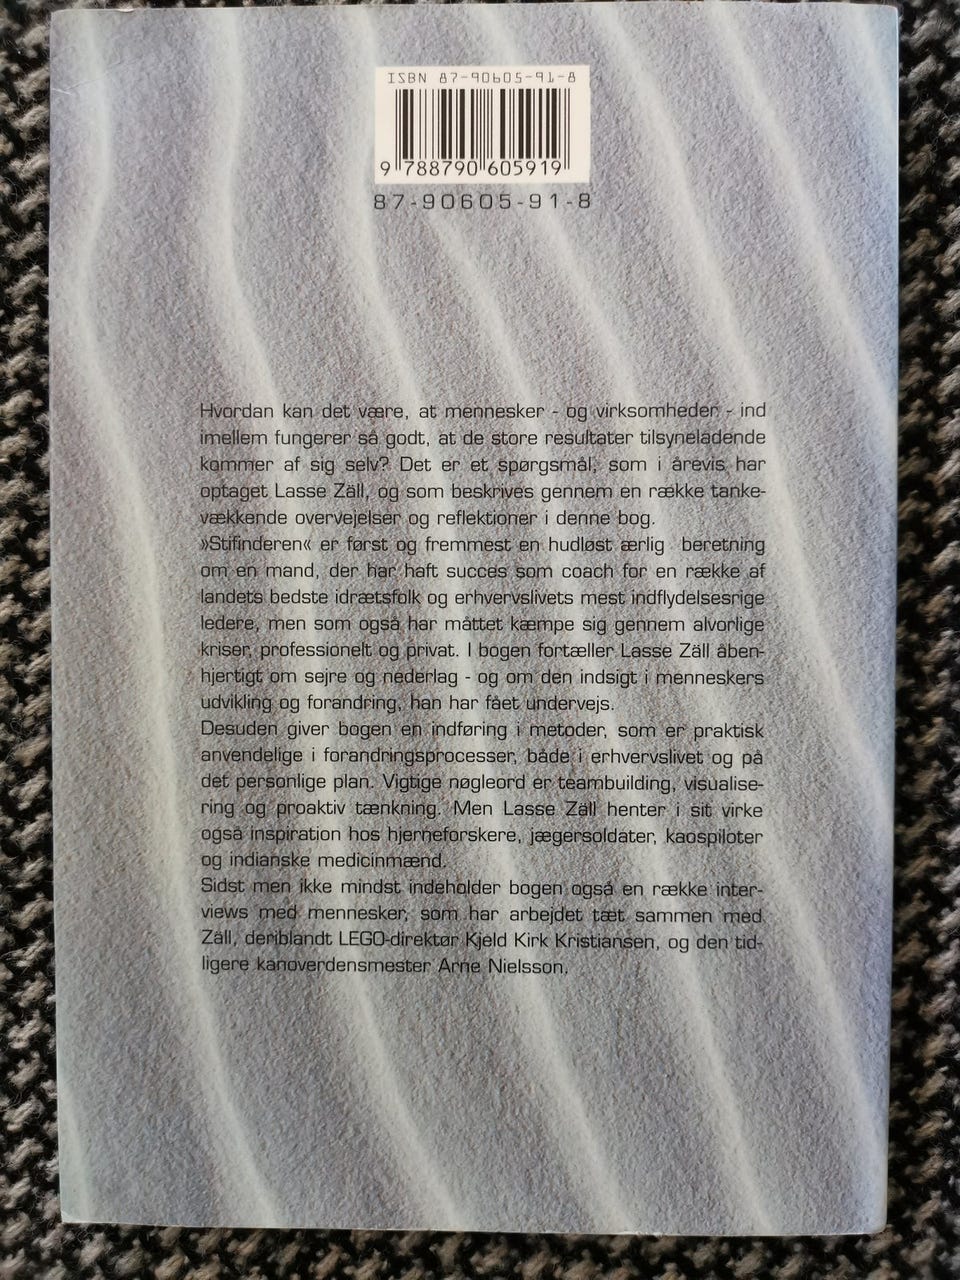 ISBN 87-90605-91-8
9 788790 605919
87-90605-91-8
Hvordan kan det være, at mennesker - og virksomheder - ind
imellem fungerer så godt, at de store resultater tilsyneladende
kommer af sig selv? Det er et spørgsmål, som i årevis har
optaget Lasse Zäll, og som beskrives gennem en række tanke-
vækkende overvejelser og reflektioner i denne bog.
»Stifinderen« er først og fremmest en hudløst ærlig beretning
om en mand, der har haft succes som coach for en række af
landets bedste idrætsfolk og erhvervslivets mest indflydelsesrige
ledere, men som også har måttet kæmpe sig gennem alvorlige
kriser, professionelt og privat. I bogen fortæller Lasse Zäll åben-
hjertigt om sejre og nederlag - og om den indsigt i menneskers
udvikling og forandring, han har fået undervejs.
Desuden giver bogen en indføring i metoder, som er praktisk
anvendelige i forandringsprocesser, både i erhvervslivet og på
det personlige plan. Vigtige nøgleord er teambuilding, visualise-
ring og proaktiv tænkning. Men Lasse Zäll henter i sit virke
også inspiration hos hjerneforskere, jægersoldater, kaospiloter
og indianske medicinmænd.
Sidst men ikke mindst indeholder bogen også en række inter-
views med mennesker, som har arbejdet tæt sammen med
Zäll, deriblandt LEGO-direktør Kjeld Kirk Kristiansen, og den tid-
ligere kanoverdensmester Arne Nielsson.